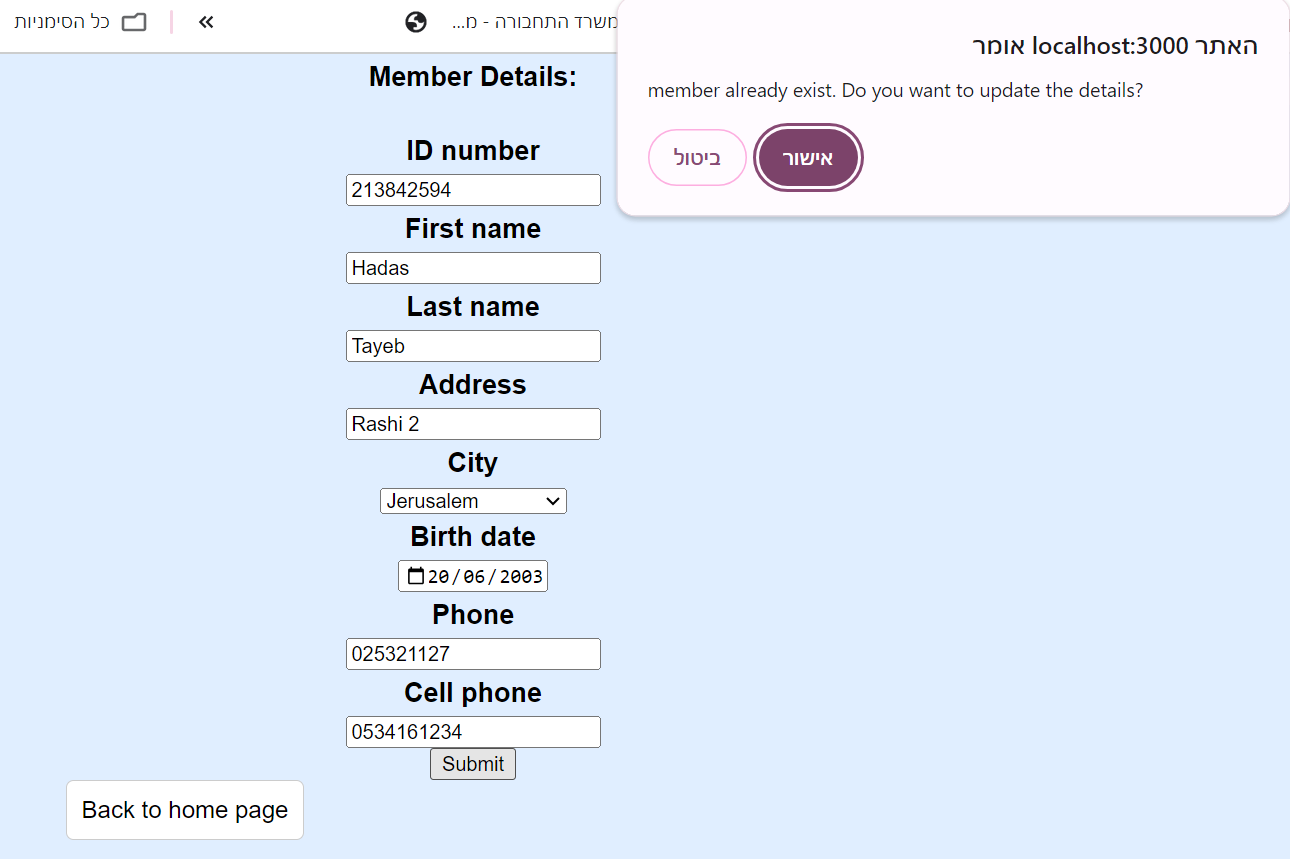 כל הסימניות
משרד התחבורה - מ...
האתר localhost:3000 אומר
member already exist. Do you want to update the details?
אישור
ביטול
Member Details:
ID number
213842594
First name
Hadas
Last name
Tayeb
Address
Rashi 2
City
Jerusalem
Birth date
20/06/2003
Phone
025321127
Cell phone
0534161234
Submit
Back to home page